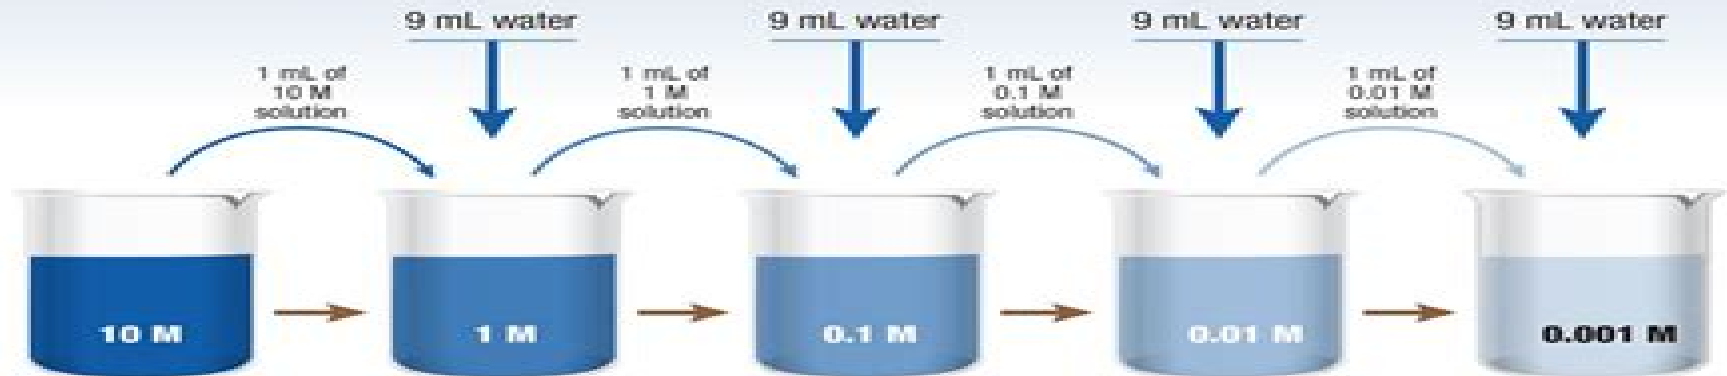 9 mL water
9 mL water
9 mL water
9 mL water
1 mL of
10 M
solution
1 mL of
1 M
solution
1 mL of
0.1 M
solution
1 mL of
0.01 M
solution
10 M
1 M
0.1 M
0.01 M
0.001 M